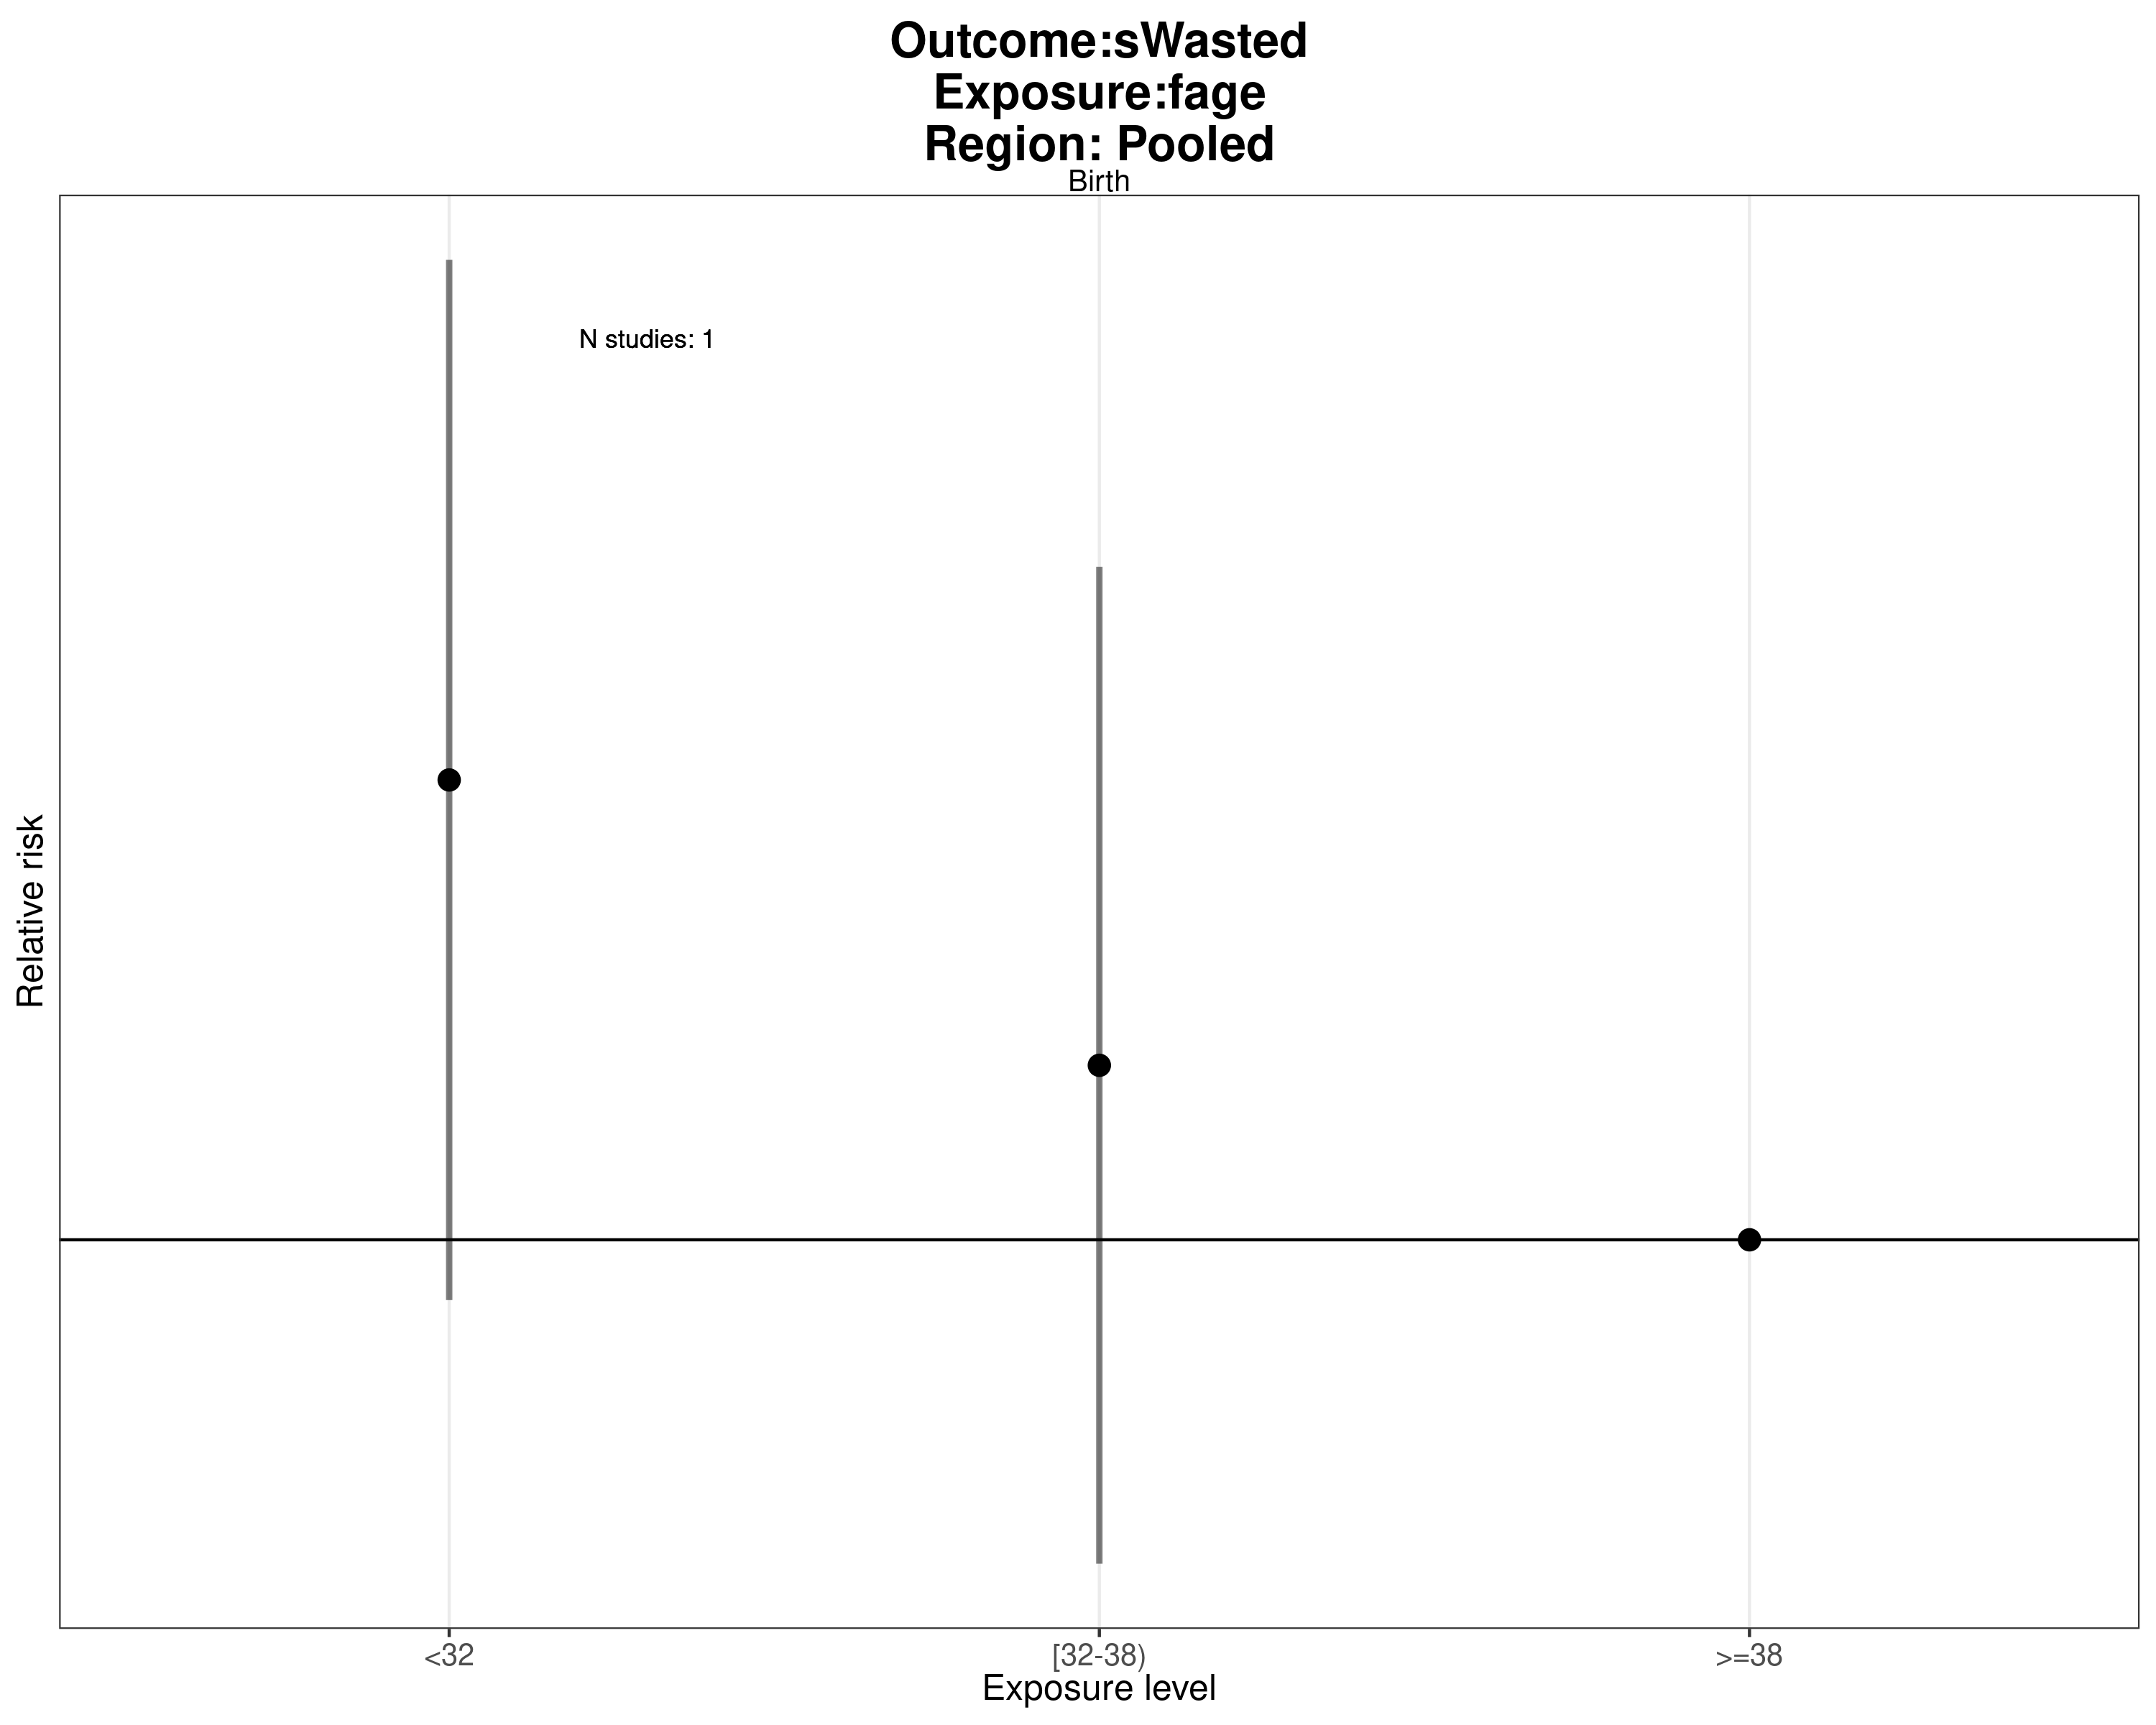 Outcome:sWasted
Exposure:fage
Region: Pooled
Birth
N studies: 1
Relative risk
<32
[32-38)
>=38
Exposure level